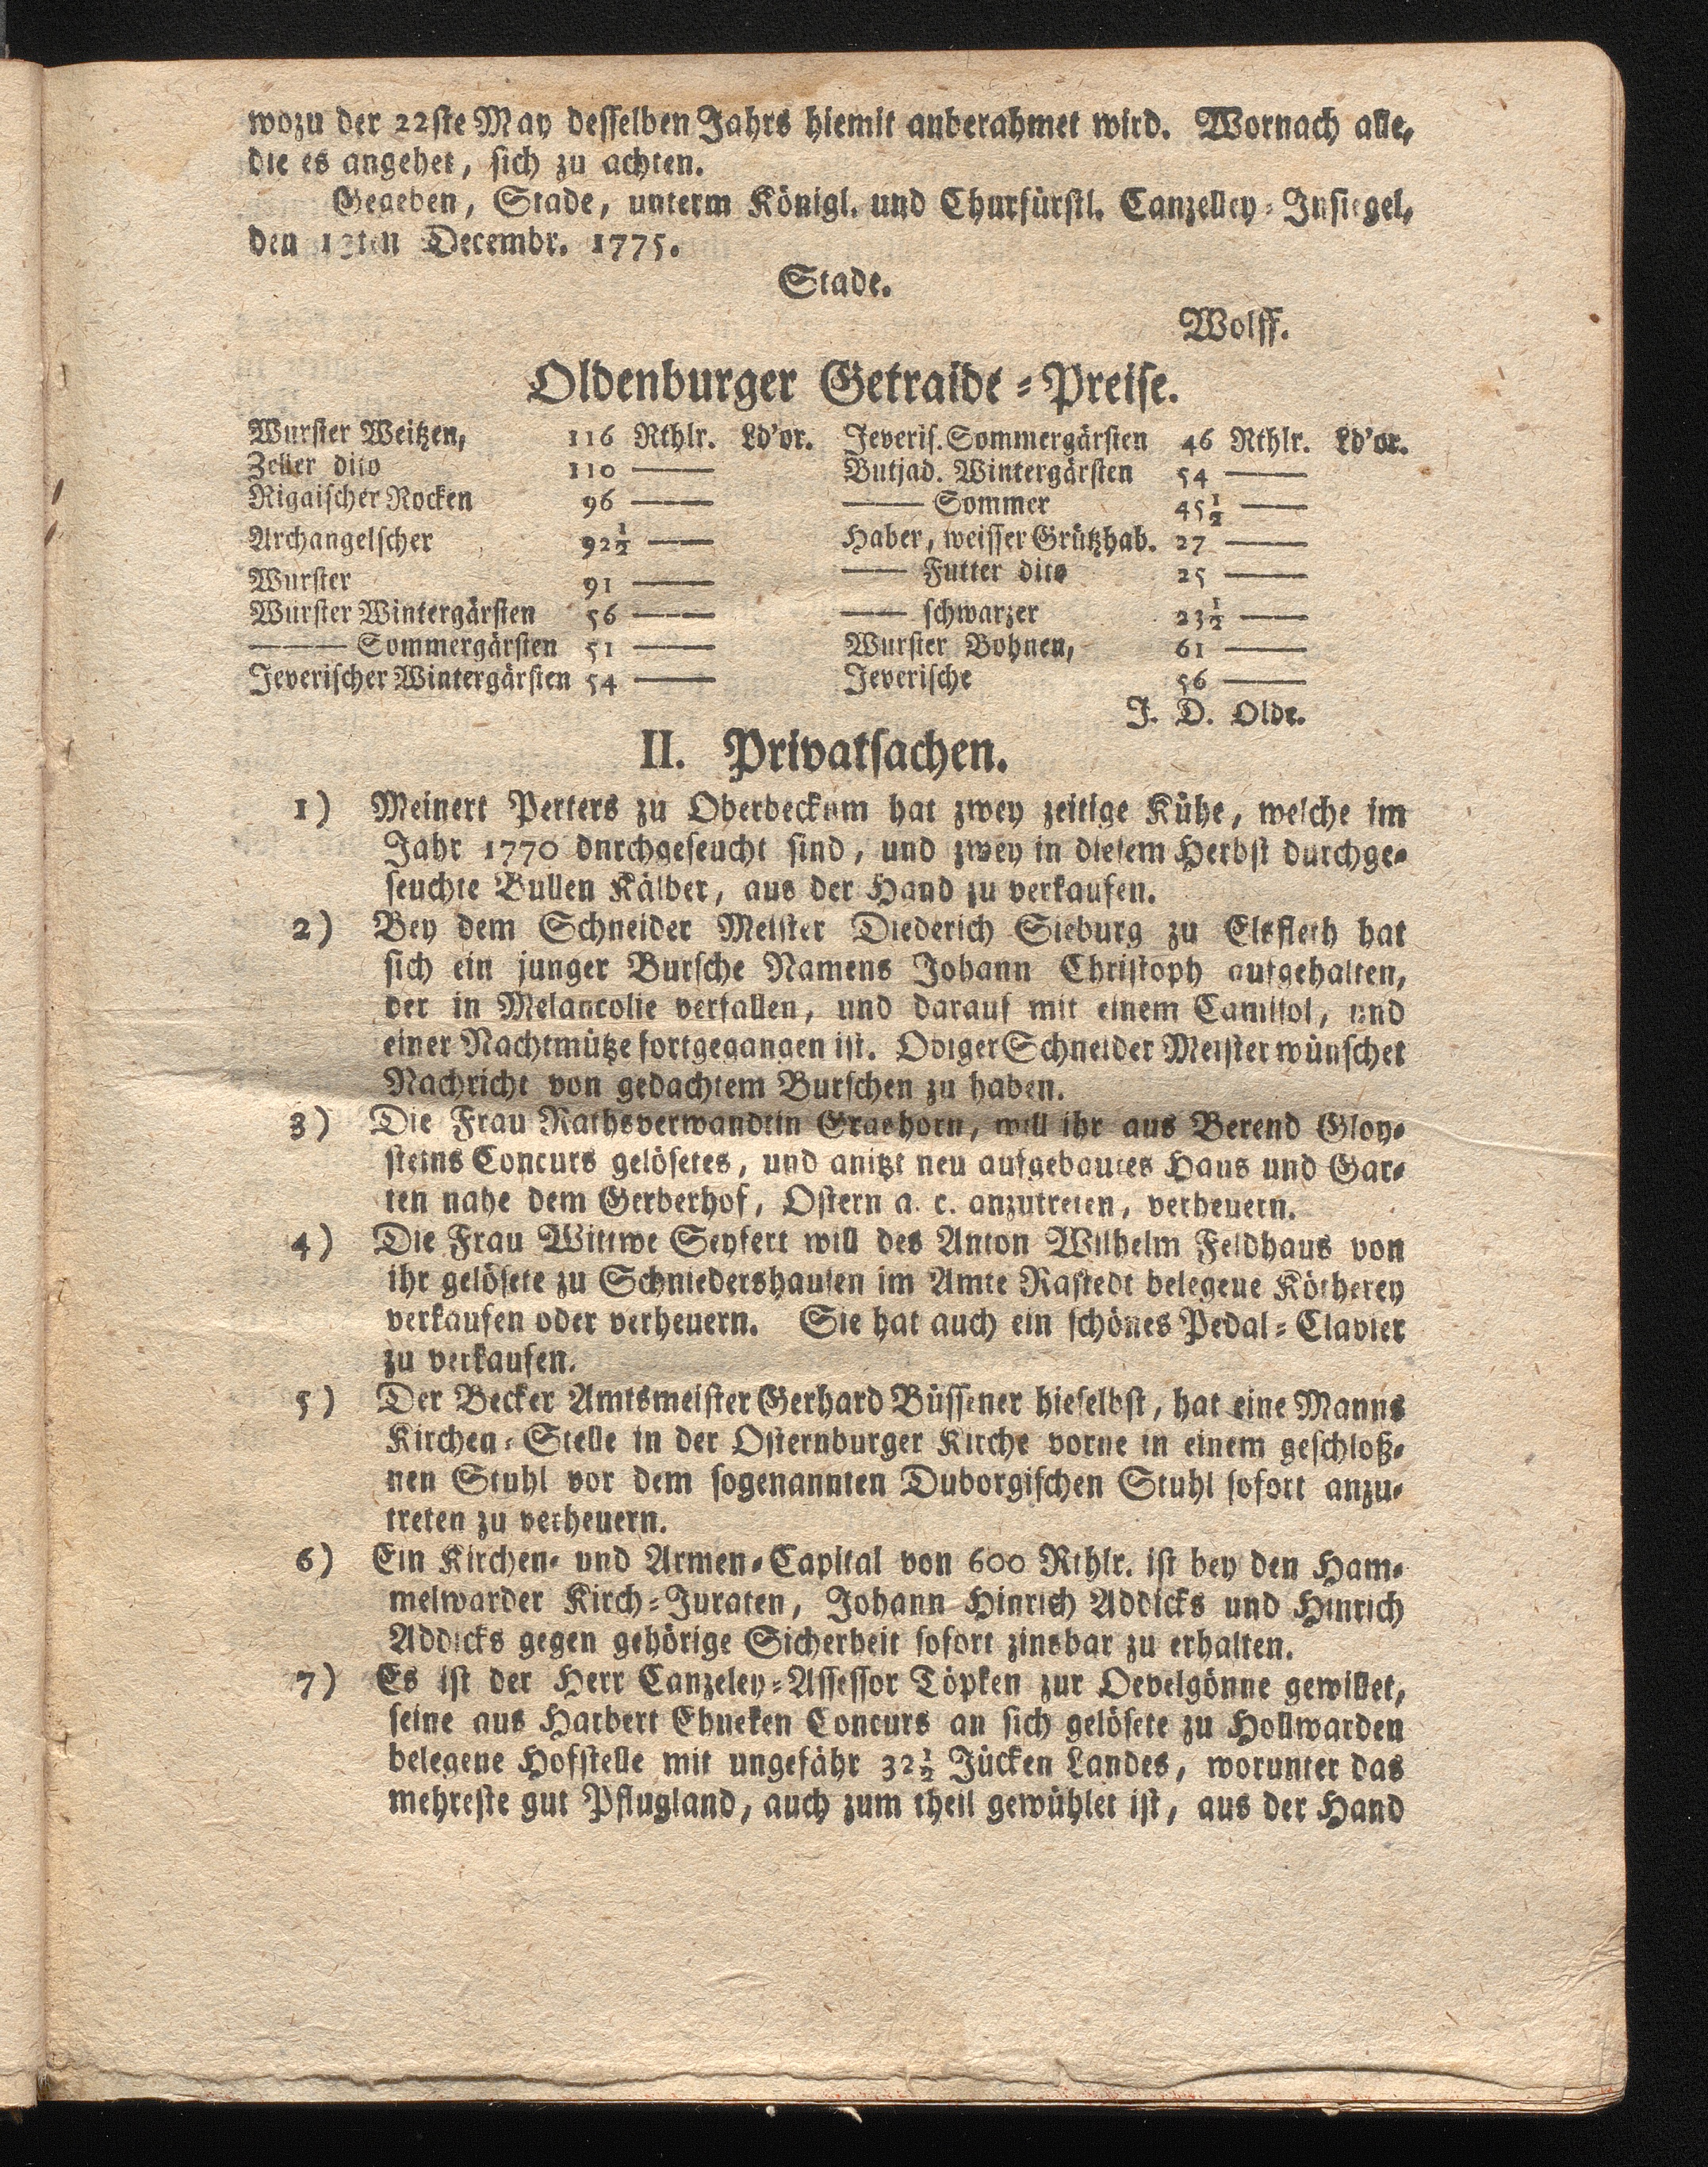 wozu der 22ste May desselben Jahrs hiemit anberahmet wird. Wornach alle,
die es angehet, sich zu achten.
Gegeben, Stade, unterm Königl. und Churfürstl. Canzelley-Insiegel,
den Decembr. 1775.
Stade.
Wolff.
Oldenburger Getraide-Preise.
Wurster Weitzen, 116 Rthlr. Ld'or.
Zeller dito 110 ——
Rigaischer Rocken 96 ——
Archangelscher 92½ ——
Wurster 91 ——
Wurster Wintergärsten 56 ——
——— Sommergärsten 51 ——
Jeverischer Wintergärsten 54 ——
Jeveris. Sommergärsten 46 Rthlr. Ld'or.
Butjad. Wintergärsten 54 ——
—— Sommer 45½ ——
Haber, weisser Grützhab. 27 ——
—— Futter dito 25 ——
—— schwarzer 23½ ——
Wurster Bohnen, 61 ——
Jeverische 56 ——
J. D. Olde.
II. Privatsachen.
1) Meinert Perters zu Oberbeckum hat zwey zeitige Kühe, welche im
Jahr 1770 dnrchgeseucht sind, und zwey in diesem Herbst durchge-
seuchte Bullen Kälber, aus der Hand zu verkaufen.
2) Bey dem Schneider Meister Diederich Sieburg zu Elsfleth hat
sich ein junger Bursche Namens Johann Christoph aufgehalten,
der in Melancolie verfallen, und darauf mit einem Camisol, und
einer Nachtmütze fortgegangen ist. Obiger Schneider Meister wünschet
Nachricht von gedachtem Burschen zu haben.
3) Die Frau Rathsverwandtin Graehorn, will ihr aus Berend Gloy-
steins Concurs gelösetes, und anitzt neu aufgebautes Haus und Gar-
ten nahe dem Gerberhof, Ostern a. c. anzutreten, verheuern.
4) Die Frau Wittwe Seyfert will des Anton Wilhelm Feldhaus von
ihr gelösete zu Schniedershausen im Amte Rastedt belegene Kötherey
verkaufen oder verheuern. Sie hat auch ein schönes Pedal-Clavier
zu verkaufen.
5) Der Becker Amtsmeister Gerhard Büssener hieselbst, hat eine Manns
Kirchen-Stelle in der Osternburger Kirche vorne in einem geschloß-
nen Stuhl vor dem sogenannten Duborgischen Stuhl sofort anzu-
treten zu verheuern.
6) Ein Kirchen- und Armen-Capital von 600 Rthlr. ist bey den Ham-
melwarder Kirch-Juraten, Johann Hinrich Addicks und Hinrich
Addicks gegen gehörige Sicherheit sofort zinsbar zu erhalten.
7) Es ist der Herr Canzeley-Assessor Töpken zur Oevelgönne gewillet,
seine aus Harbert Ehneken Concurs an sich gelösete zu Hollwarden
belegene Hofstelle mit ungefähr 32½ Jücken Landes, worunter das
mehreste gut Pflugland, auch zum theil gewühlet ist, aus der Hand